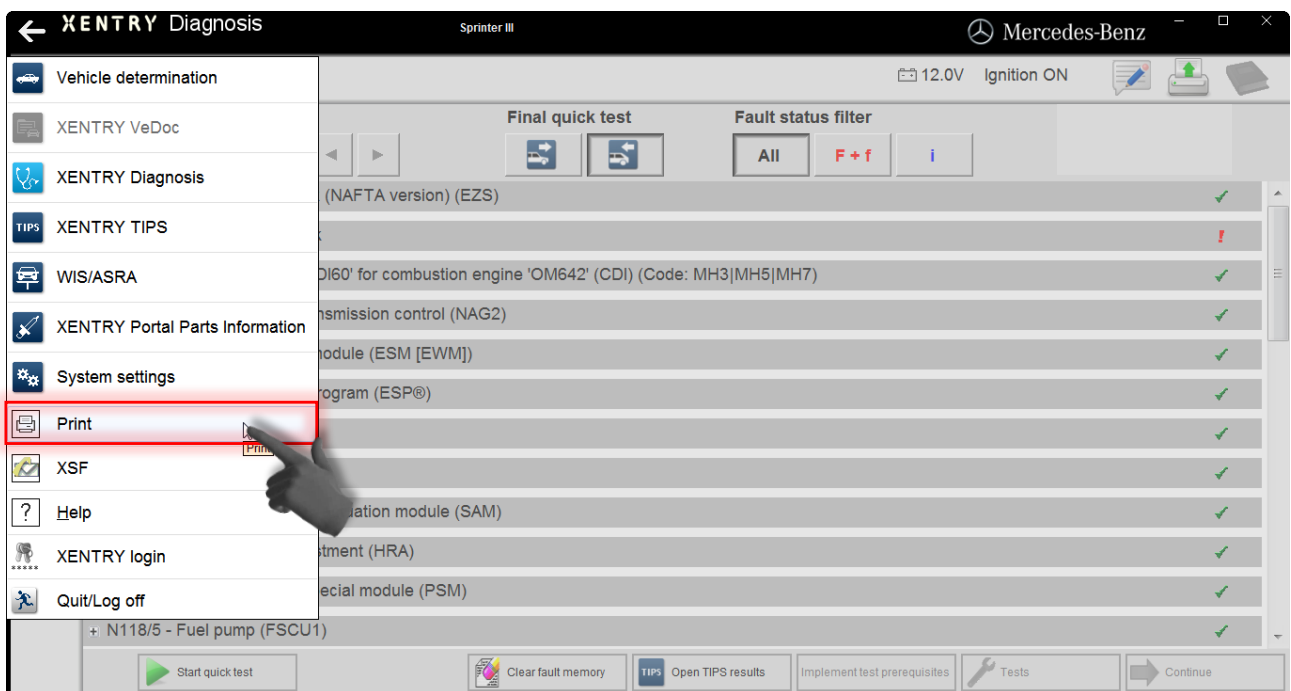 XENTRY Diagnosis
Sprinter III
Mercedes-Benz
Vehicle determination
XENTRY VeDoc
XENTRY Diagnosis
TIPS
XENTRY TIPS
WIS/ASRA
XENTRY Portal Parts Information
System settings
Print
Print
XSF
?
Help
*****
XENTRY login
Quit/Log off
12.0V
Ignition ON
Final quick test
Fault status filter
All
F + f
i
(NAFTA version) (EZS)
!
DI60' for combustion engine 'OM642' (CDI) (Code: MH3|MH5|MH7)
nsmission control (NAG2)
odule (ESM [EWM])
rogram (ESP®)
ation module (SAM)
stment (HRA)
ecial module (PSM)
+ N118/5 - Fuel pump (FSCU1)
Start quick test
Clear fault memory
TIPS
Open TIPS results
Implement test prerequisites
Tests
Continue